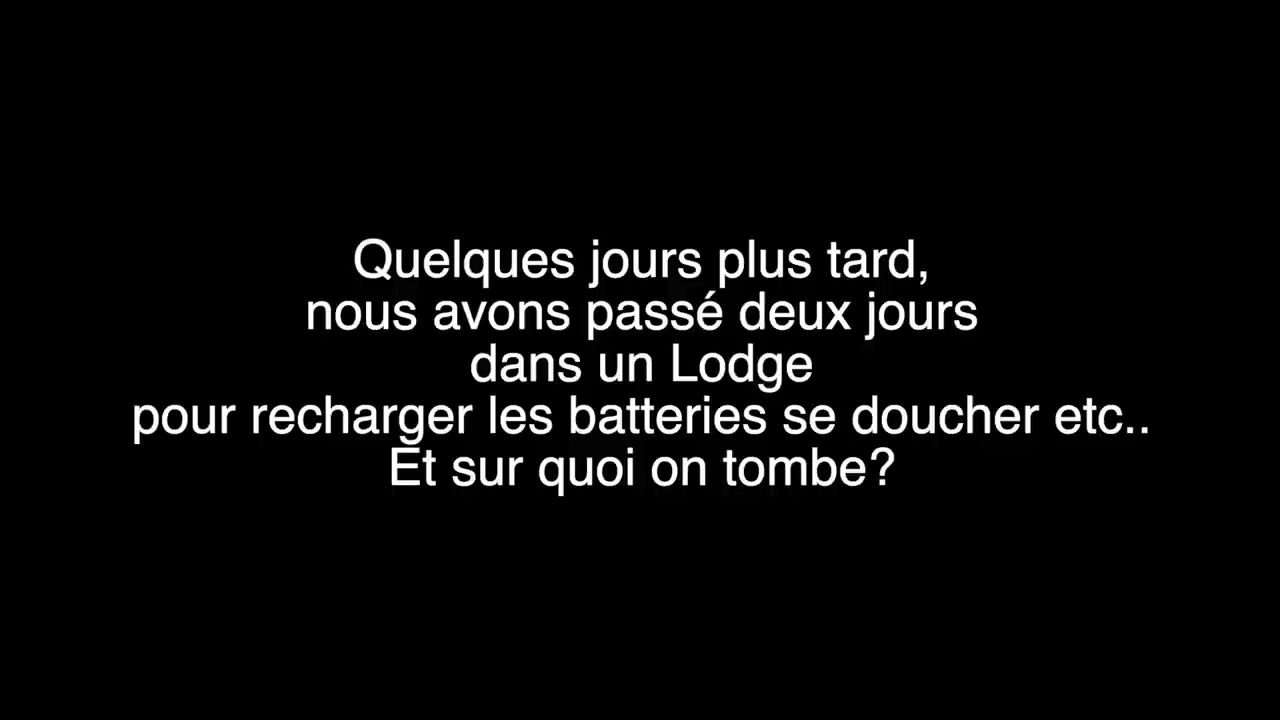 Quelques jours plus tard,
nous avons passé deux jours
dans un Lodge
pour recharger les batteries se doucher etc..
Et sur quoi on tombe?